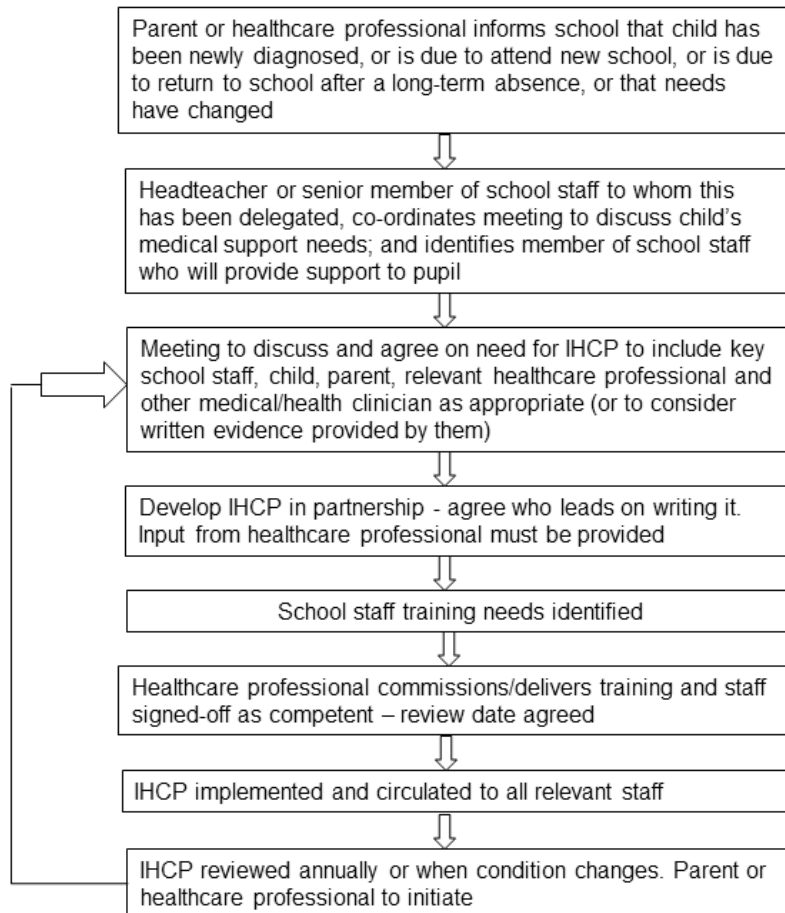 Parent or healthcare professional informs school that child has
been newly diagnosed, or is due to attend new school, or is due
to return to school after a long-term absence, or that needs
have changed
Headteacher or senior member of school staff to whom this
has been delegated, co-ordinates meeting to discuss child's
medical support needs; and identifies member of school staff
who will provide support to pupil
Meeting to discuss and agree on need for IHCP to include key
school staff, child, parent, relevant healthcare professional and
other medical/health clinician as appropriate (or to consider
written evidence provided by them)
Develop IHCP in partnership - agree who leads on writing it.
Input from healthcare professional must be provided
School staff training needs identified
Healthcare professional commissions/delivers training and staff
signed-off as competent – review date agreed
IHCP implemented and circulated to all relevant staff
IHCP reviewed annually or when condition changes. Parent or
healthcare professional to initiate